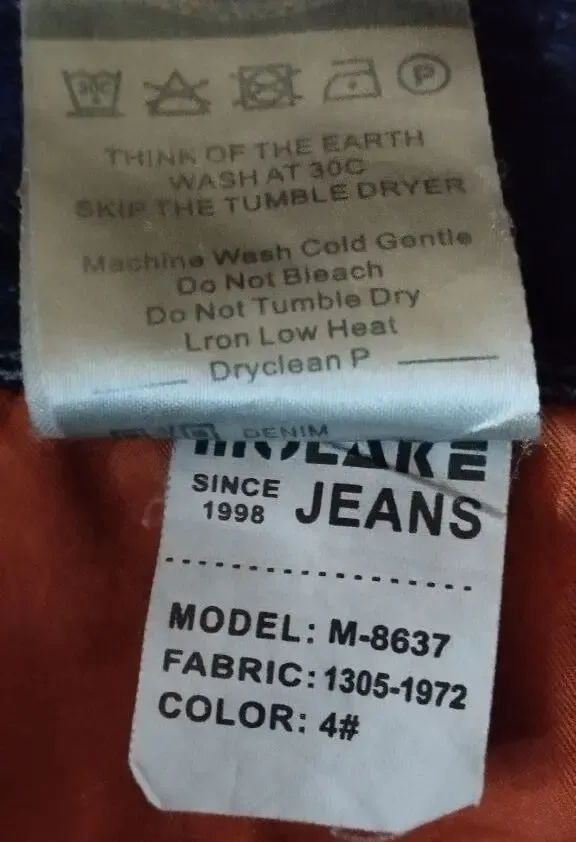 30C
P
THINK OF THE EARTH
WASH AT 30C
SKIP THE TUMBLE DRYER
Machine Wash Cold Gentle
Do Not Bleach
Do Not Tumble Dry
Lron Low Heat
Dryclean P
DENIM
SINCE 1998 JEANS
MODEL: M-8637
FABRIC: 1305-1972
COLOR: 4#